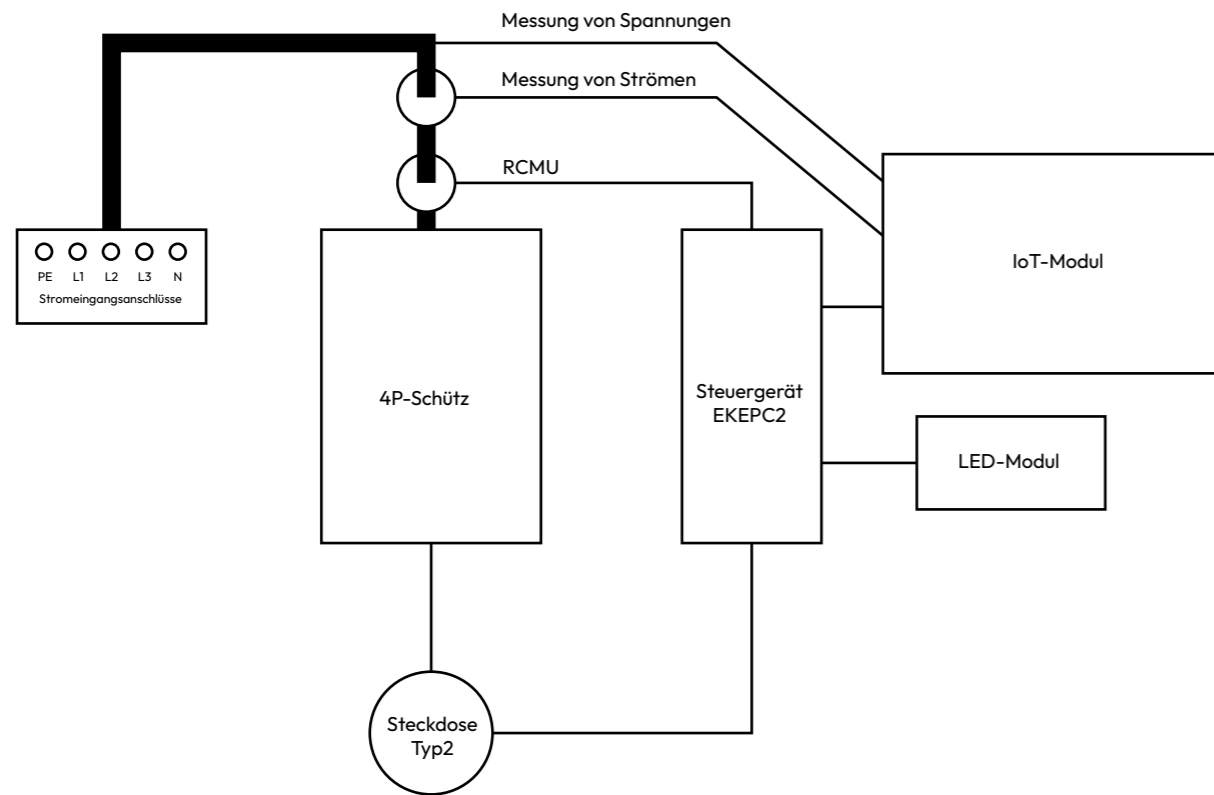 Messung von Spannungen
Messung von Strömen
RCMU
PE L1 L2 L3 N
Stromeingangsanschlüsse
IoT-Modul
4P-Schütz
Steuergerät
EKEPC2
LED-Modul
Steckdose
Typ2